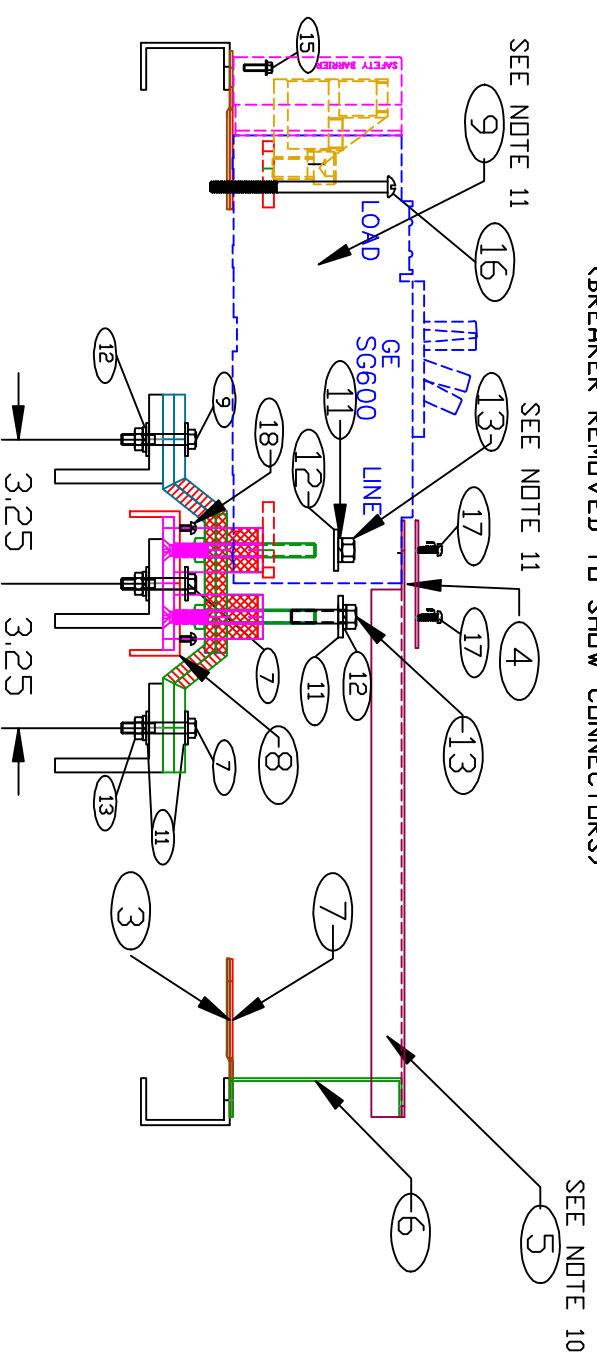 (BREAKER REMOVED TO SHOW CONNECTORS)
SEE NOTE 11
9
15
SAFETY BARRIER
16
LOAD
GE
SG600
LINE
SEE NOTE 11
13
11
12
17
17
4
12
9
18
3.25
3.25
7
11
12
13
8
7
13
11
3
7
6
5
SEE NOTE 10